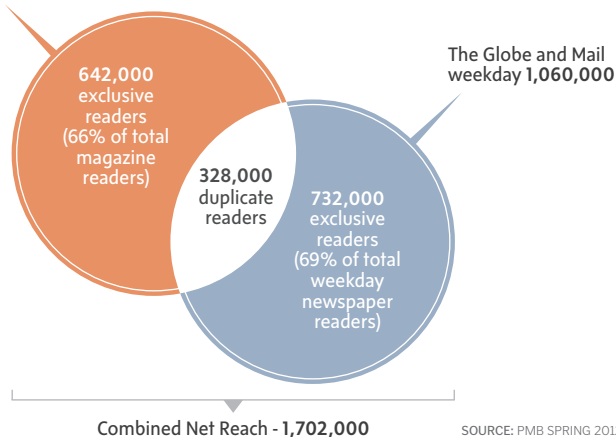 642,000
exclusive
readers
(66% of total
magazine
readers)
The Globe and Mail
weekday 1,060,000
328,000
duplicate
readers
732,000
exclusive
readers
(69% of total
weekday
newspaper
readers)
Combined Net Reach - 1,702,000
SOURCE: PMB SPRING 201